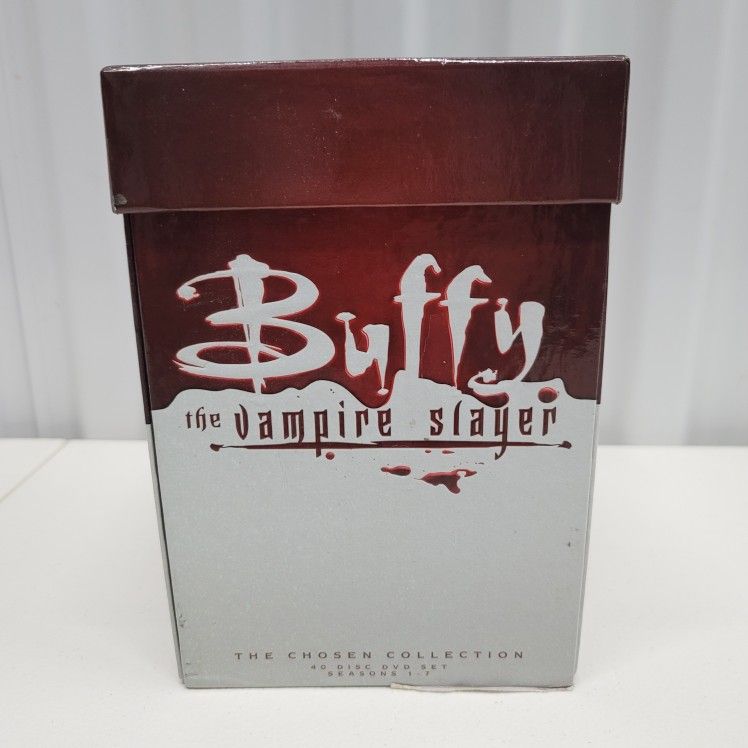 Buffy
the vampire slayer
THE CHOSEN COLLECTION
40 DISC DVD SET
SEASONS 1-7